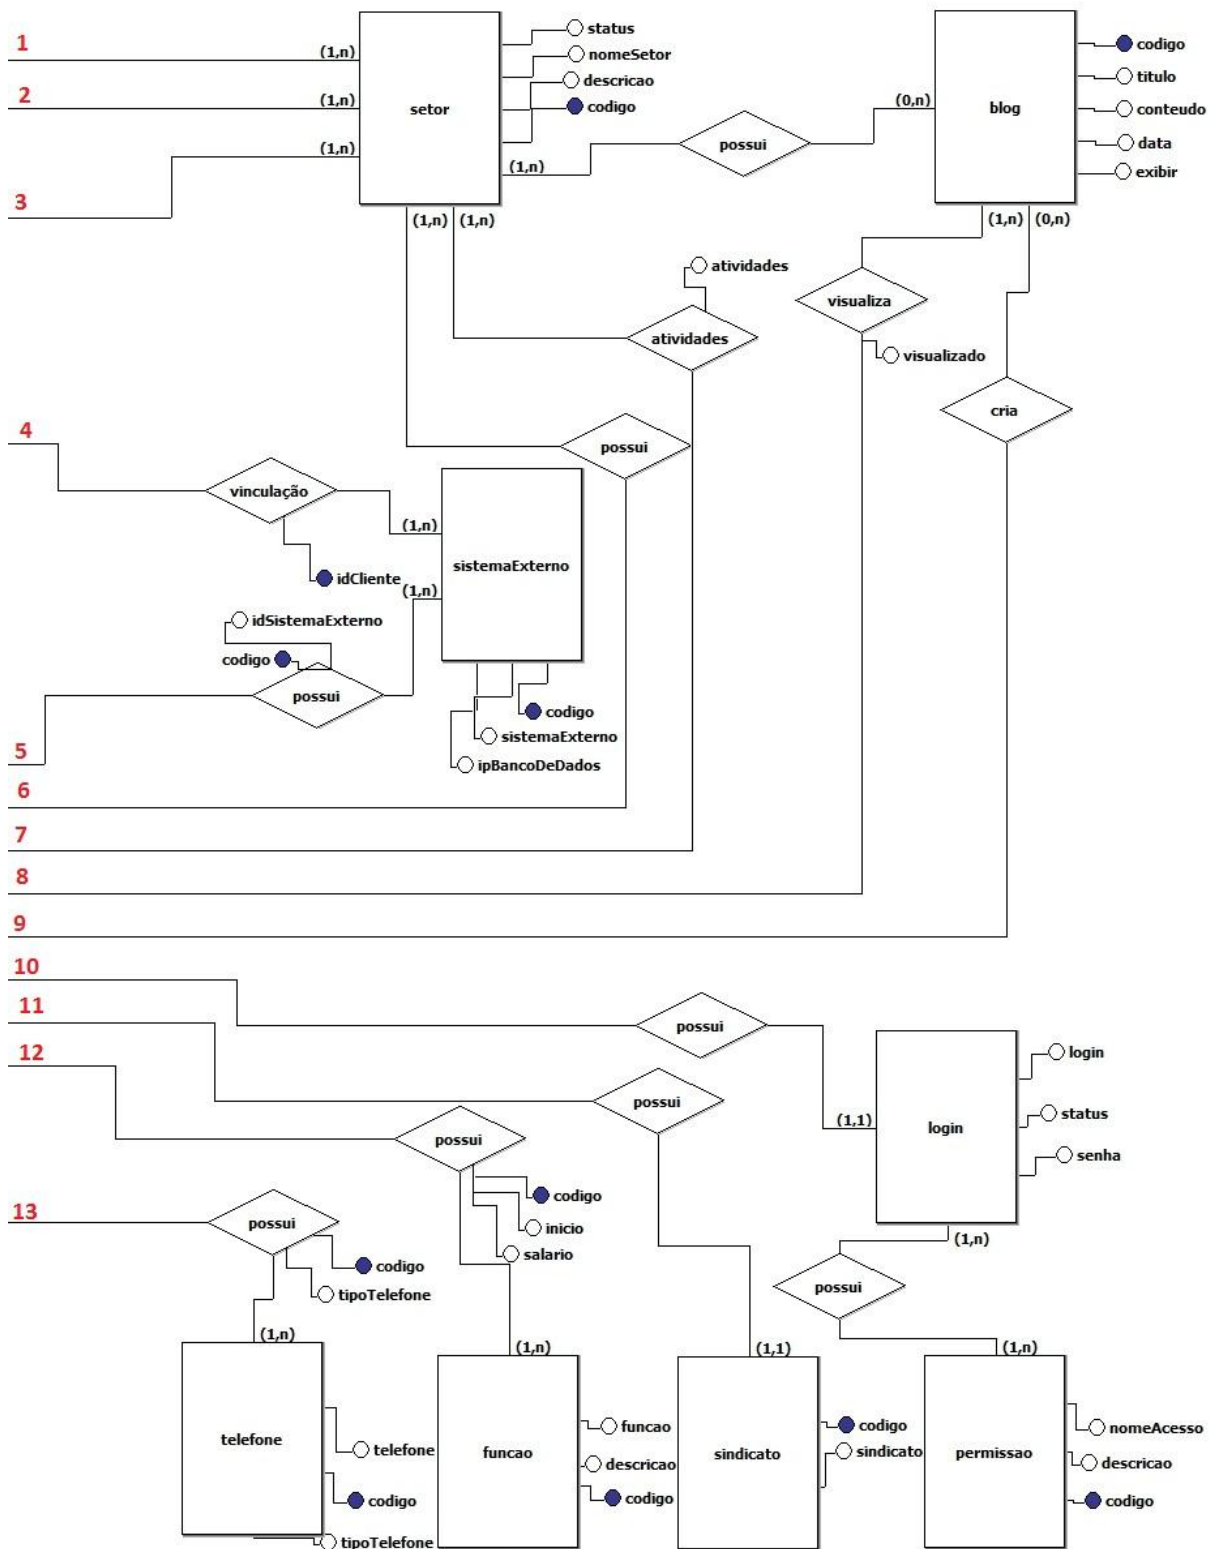 1
(1,n)
status
nomeSetor
descricao
codigo
2
(1,n)
setor
3
(1,n)
(1,n)
possui
(0,n)
blog
codigo
titulo
conteudo
data
exibir
(1,n) (1,n)
(1,n) (0,n)
atividades
atividades
visualiza
visualizado
cria
possui
4
vinculação
(1,n)
idCliente
sistemaExterno
(1,n)
idSistemaExterno
codigo
possui
5
codigo
sistemaExterno
ipBancoDeDados
6
7
8
9
10
possui
11
12
possui
(1,1)
login
login
status
senha
possui
codigo
inicio
salario
13
possui
codigo
tipoTelefone
(1,n)
possui
(1,n)
(1,n)
(1,1)
(1,n)
telefone
telefone
codigo
tipoTelefone
funcao
funcao
descricao
codigo
sindicato
codigo
sindicato
permissao
nomeAcesso
descricao
codigo